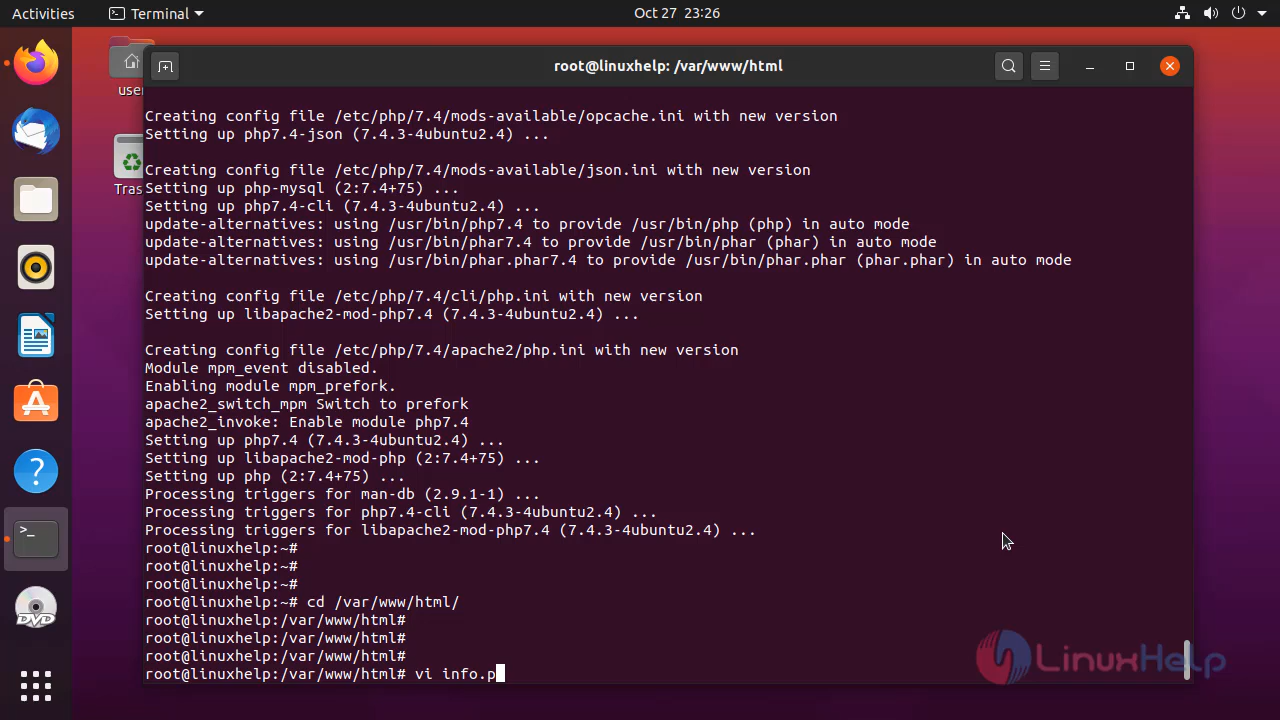 Activities Terminal Oct 27 23:26
root@linuxhelp: /var/www/html
user
Tras
Creating config file /etc/php/7.4/mods-available/opcache.ini with new version
Setting up php7.4-json (7.4.3-4ubuntu2.4) ...
Creating config file /etc/php/7.4/mods-available/json.ini with new version
Setting up php-mysql (2:7.4+75) ...
Setting up php7.4-cli (7.4.3-4ubuntu2.4) ...
update-alternatives: using /usr/bin/php7.4 to provide /usr/bin/php (php) in auto mode
update-alternatives: using /usr/bin/phar7.4 to provide /usr/bin/phar (phar) in auto mode
update-alternatives: using /usr/bin/phar.phar7.4 to provide /usr/bin/phar.phar (phar.phar) in auto mode
Creating config file /etc/php/7.4/cli/php.ini with new version
Setting up libapache2-mod-php7.4 (7.4.3-4ubuntu2.4) ...
Creating config file /etc/php/7.4/apache2/php.ini with new version
Module mpm_event disabled.
Enabling module mpm_prefork.
apache2_switch_mpm Switch to prefork
apache2_invoke: Enable module php7.4
Setting up php7.4 (7.4.3-4ubuntu2.4) ...
Setting up libapache2-mod-php (2:7.4+75) ...
Setting up php (2:7.4+75) ...
Processing triggers for man-db (2.9.1-1) ...
Processing triggers for php7.4-cli (7.4.3-4ubuntu2.4) ...
Processing triggers for libapache2-mod-php7.4 (7.4.3-4ubuntu2.4) ...
root@linuxhelp:~#
root@linuxhelp:~#
root@linuxhelp:~#
root@linuxhelp:~# cd /var/www/html/
root@linuxhelp:/var/www/html#
root@linuxhelp:/var/www/html#
root@linuxhelp:/var/www/html#
root@linuxhelp:/var/www/html# vi info.p
>_
?
DVD
LinuxHelp